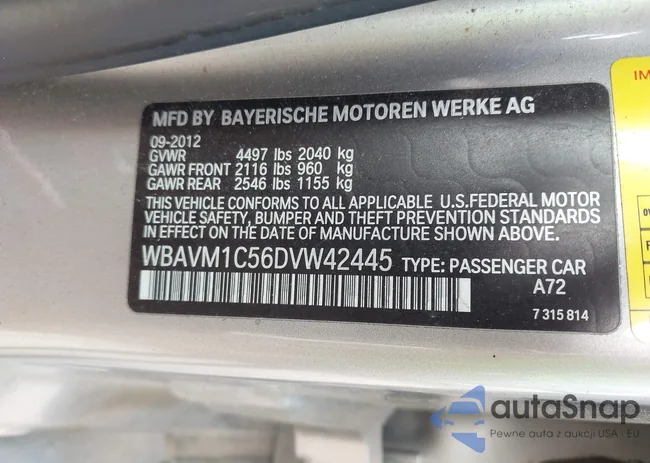 MFD BY BAYERISCHE MOTOREN WERKE AG
09-2012
GVWR 4497 lbs 2040 kg
GAWR FRONT 2116 lbs 960 kg
GAWR REAR 2546 lbs 1155 kg
THIS VEHICLE CONFORMS TO ALL APPLICABLE U.S.FEDERAL MOTOR
VEHICLE SAFETY, BUMPER AND THEFT PREVENTION STANDARDS
IN EFFECT ON THE DATE OF MANUFACTURE SHOWN ABOVE.
WBAVM1C56DVW42445 TYPE: PASSENGER CAR
A72
7 315 814
IM
autaSnap
Pewne auta z aukcji USA i EU